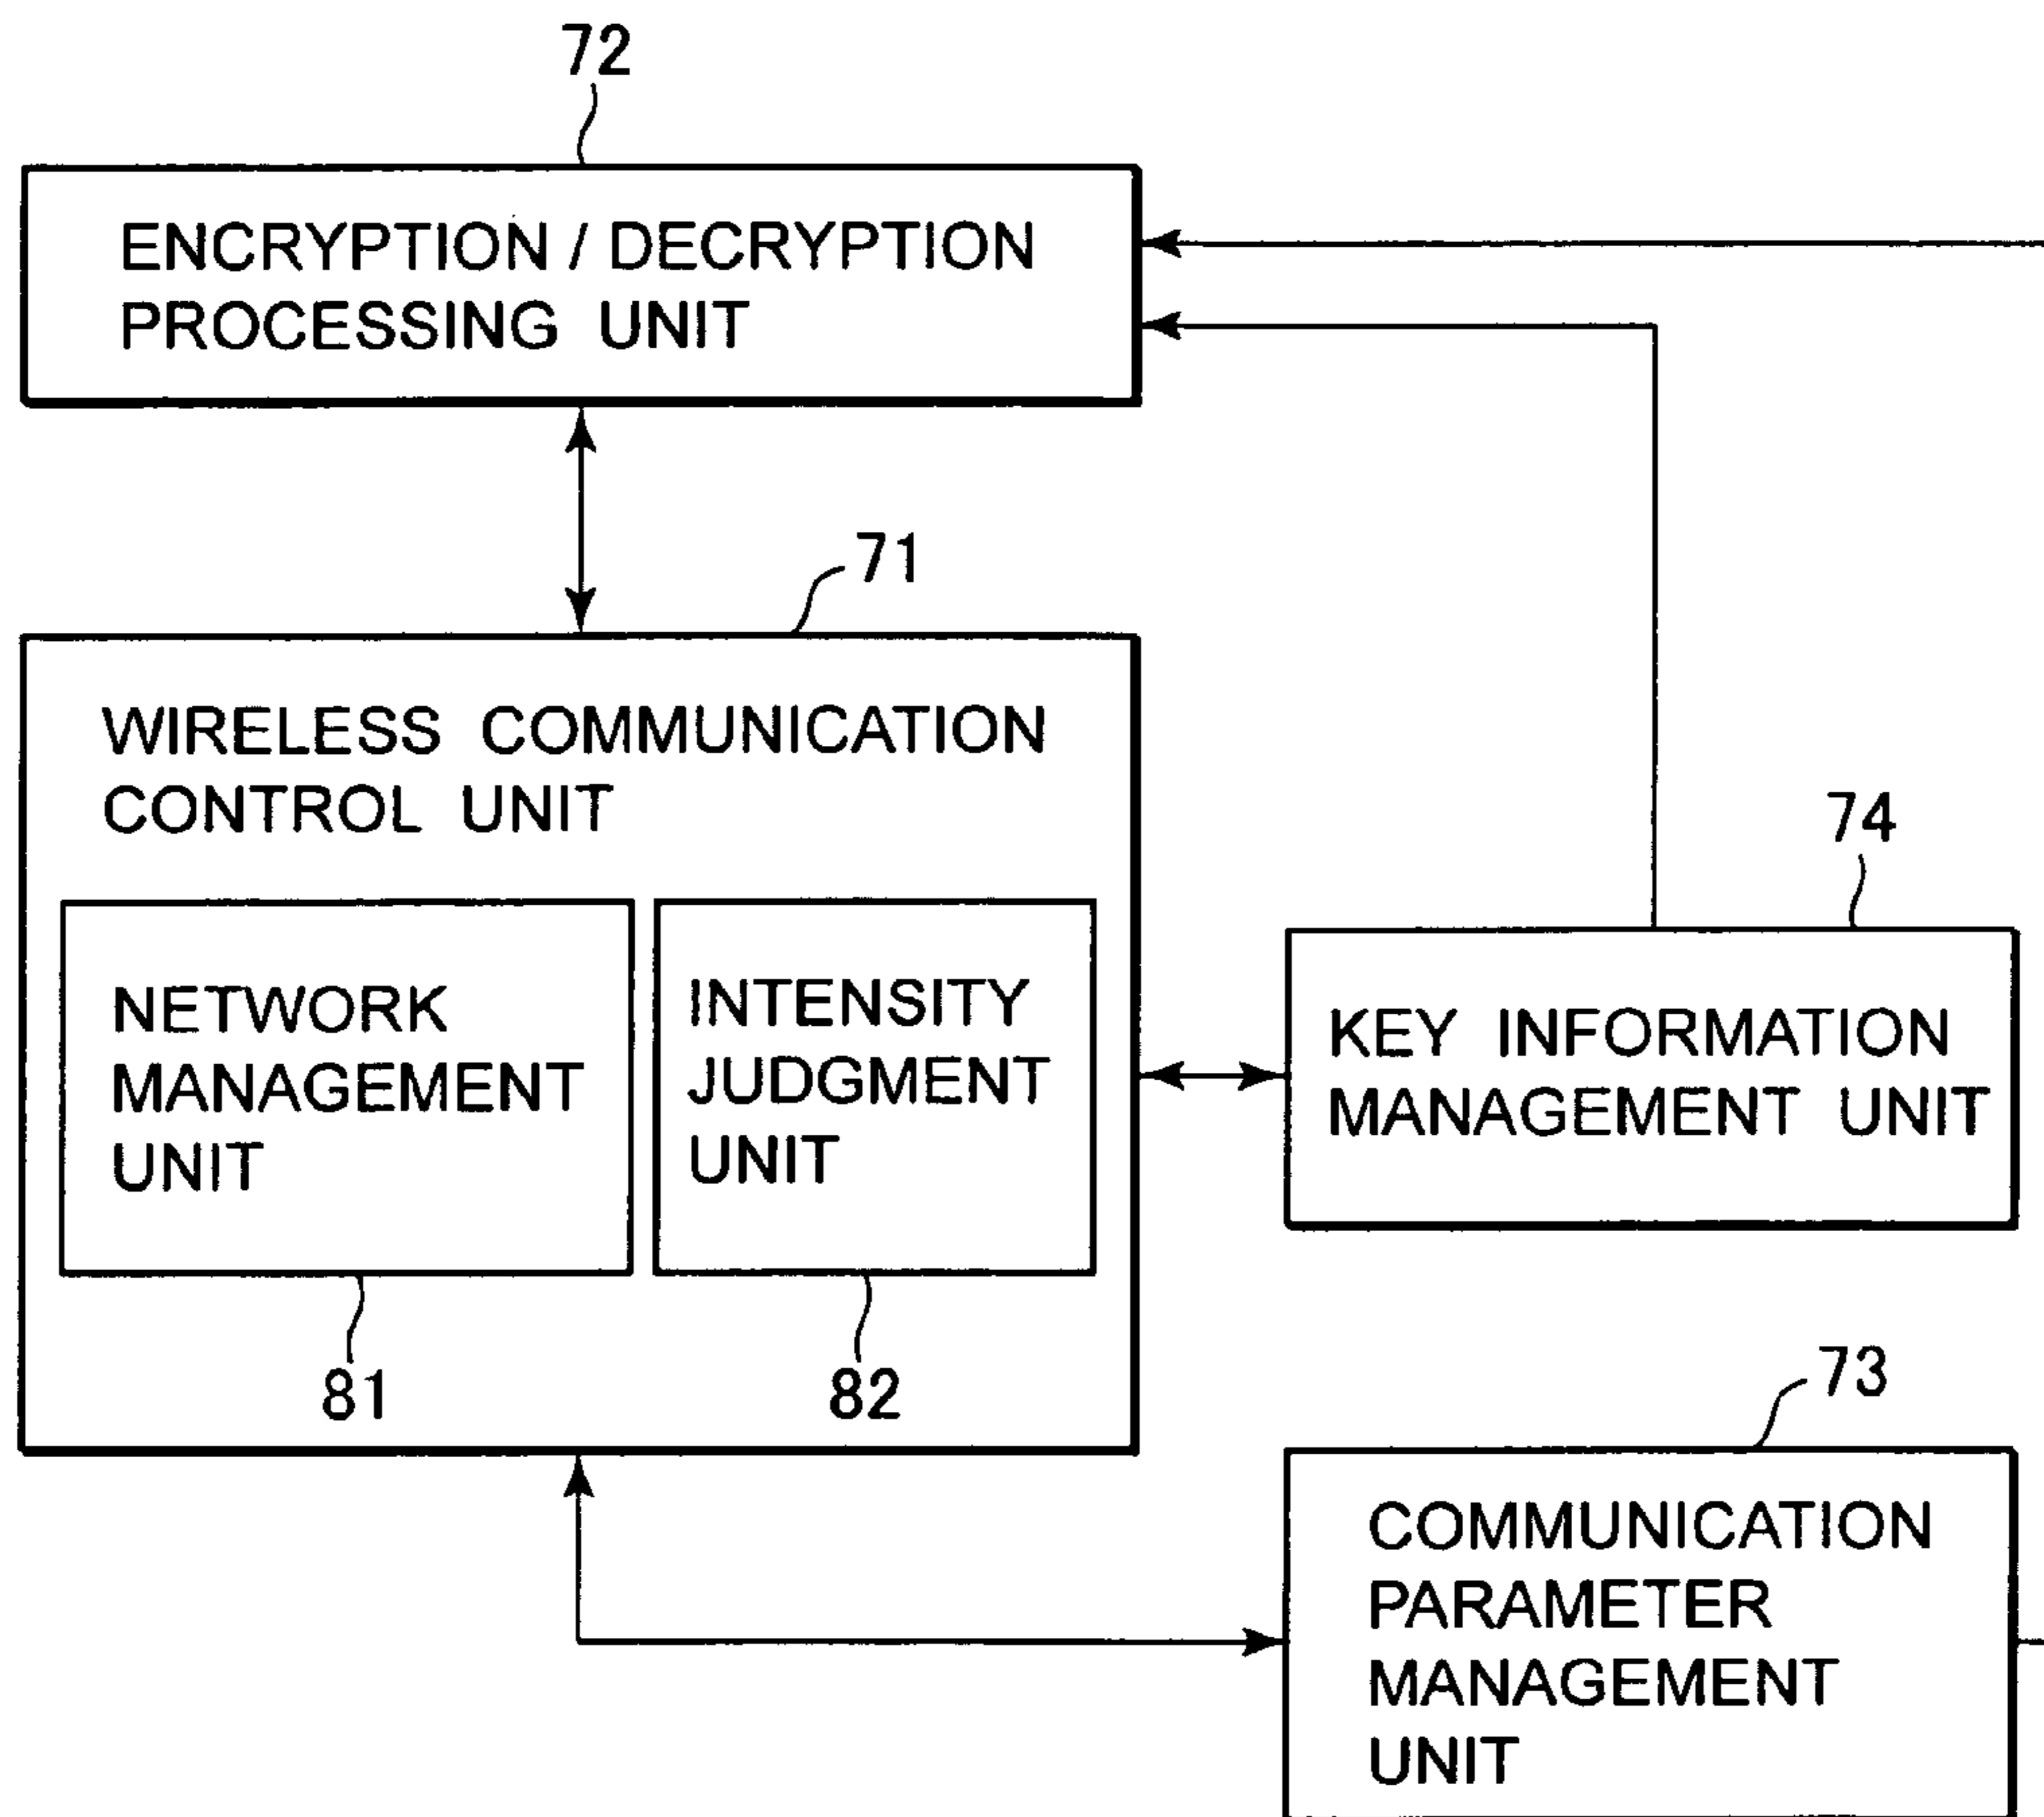 72
ENCRYPTION / DECRYPTION
PROCESSING UNIT
71
WIRELESS COMMUNICATION
CONTROL UNIT
NETWORK
MANAGEMENT
UNIT
81
INTENSITY
JUDGMENT
UNIT
82
74
KEY INFORMATION
MANAGEMENT UNIT
73
COMMUNICATION
PARAMETER
MANAGEMENT
UNIT